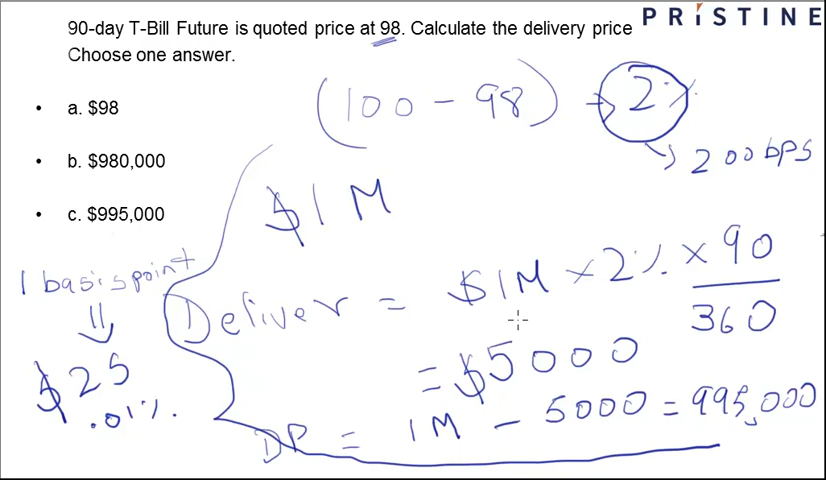 PRiSTINE
90-day T-Bill Future is quoted price at 98. Calculate the delivery price
Choose one answer.
• a. $98
• b. $980,000
• c. $995,000
(100 - 98) → 2%
→ 200 bps
$1M
1 basis point
$25
.01%.
Deliver = $1M × 2% × 90/360
= $5000
DP = 1M - 5000 = 995,000